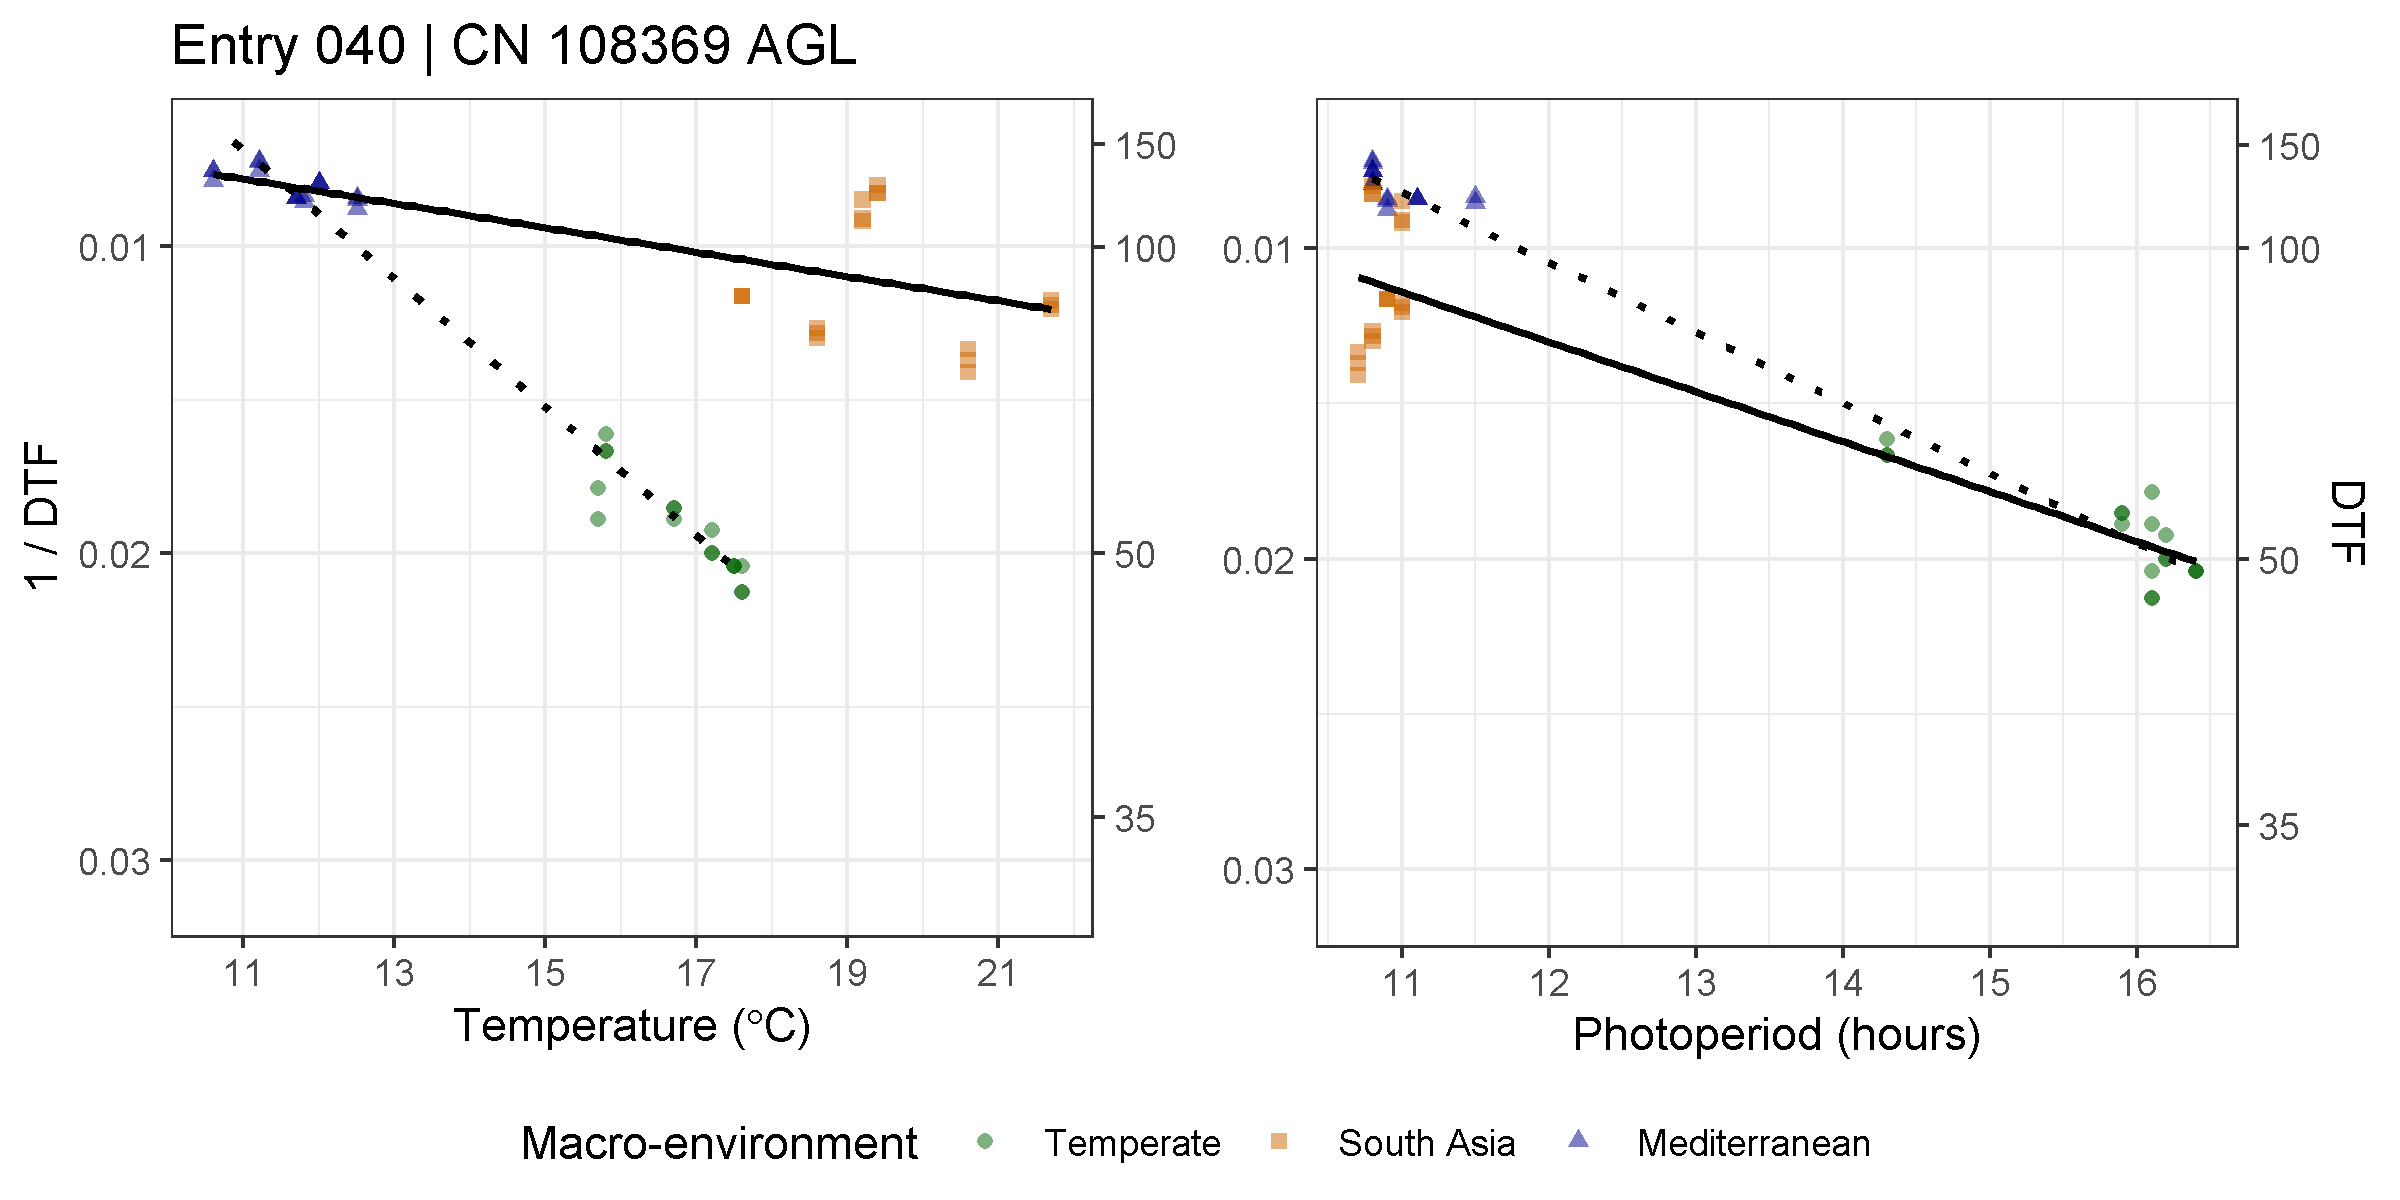 Entry 040 | CN 108369 AGL
1 / DTF
0.01
0.02
0.03
150
100
50
35
11 13 15 17 19 21
Temperature (°C)
0.01
0.02
0.03
150
100
50
35
DTF
11 12 13 14 15 16
Photoperiod (hours)
Macro-environment Temperate South Asia Mediterranean